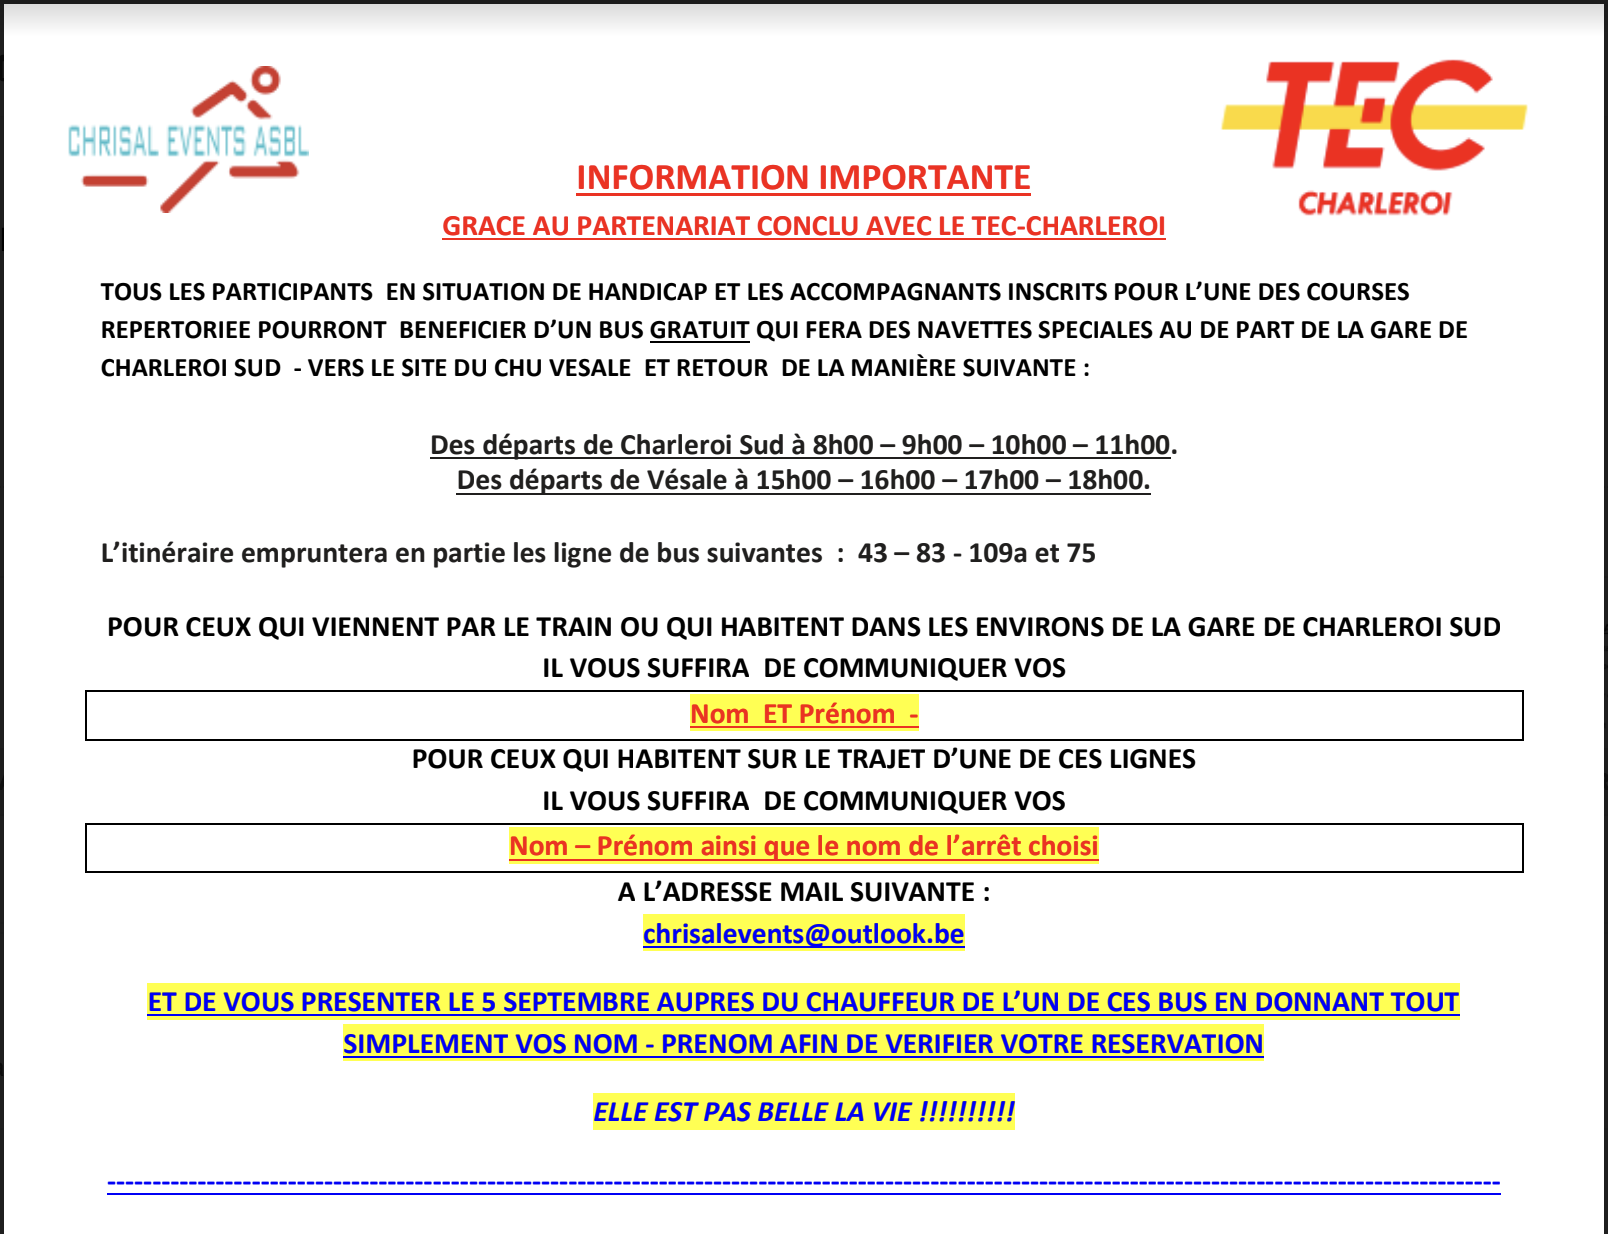 CHRISAL EVENTS ASBL
TEC
CHARLEROI
INFORMATION IMPORTANTE
GRACE AU PARTENARIAT CONCLU AVEC LE TEC-CHARLEROI
TOUS LES PARTICIPANTS  EN SITUATION DE HANDICAP ET LES ACCOMPAGNANTS INSCRITS POUR L’UNE DES COURSES
REPERTORIEE POURRONT  BENEFICIER D’UN BUS GRATUIT QUI FERA DES NAVETTES SPECIALES AU DE PART DE LA GARE DE
CHARLEROI SUD  - VERS LE SITE DU CHU VESALE  ET RETOUR  DE LA MANIÈRE SUIVANTE :
Des départs de Charleroi Sud à 8h00 – 9h00 – 10h00 – 11h00.
Des départs de Vésale à 15h00 – 16h00 – 17h00 – 18h00.
L’itinéraire empruntera en partie les ligne de bus suivantes  :  43 – 83 - 109a et 75
POUR CEUX QUI VIENNENT PAR LE TRAIN OU QUI HABITENT DANS LES ENVIRONS DE LA GARE DE CHARLEROI SUD
IL VOUS SUFFIRA  DE COMMUNIQUER VOS
Nom  ET Prénom  -
POUR CEUX QUI HABITENT SUR LE TRAJET D’UNE DE CES LIGNES
IL VOUS SUFFIRA  DE COMMUNIQUER VOS
Nom – Prénom ainsi que le nom de l’arrêt choisi
A L’ADRESSE MAIL SUIVANTE :
chrisalevents@outlook.be
ET DE VOUS PRESENTER LE 5 SEPTEMBRE AUPRES DU CHAUFFEUR DE L’UN DE CES BUS EN DONNANT TOUT
SIMPLEMENT VOS NOM - PRENOM AFIN DE VERIFIER VOTRE RESERVATION
ELLE EST PAS BELLE LA VIE !!!!!!!!!!